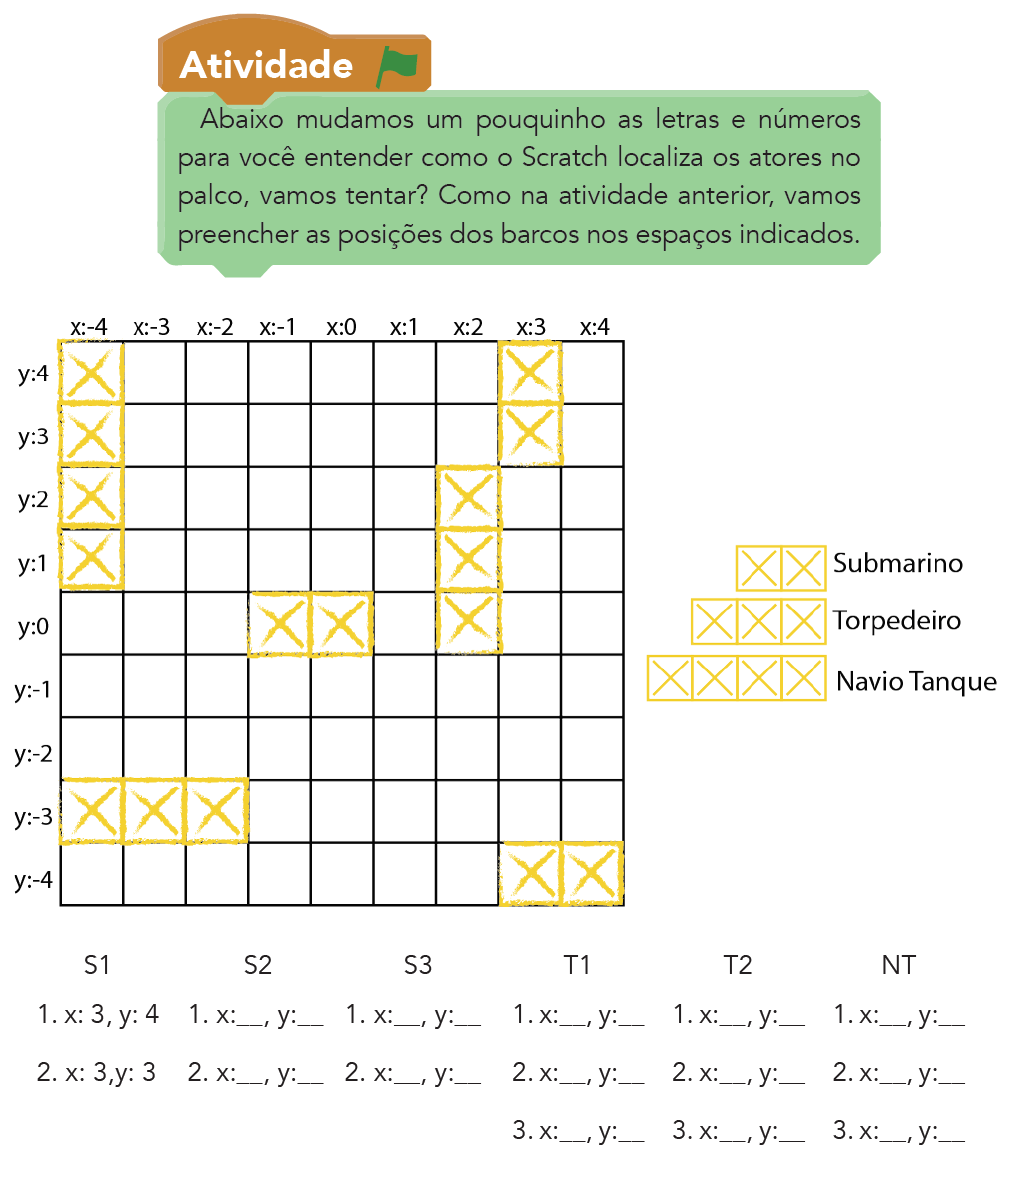 Atividade
Abaixo mudamos um pouquinho as letras e números
para você entender como o Scratch localiza os atores no
palco, vamos tentar? Como na atividade anterior, vamos
preencher as posições dos barcos nos espaços indicados.
x:-4 x:-3 x:-2 x:-1 x:0 x:1 x:2 x:3 x:4
y:4
y:3
y:2
y:1
y:0
y:-1
y:-2
y:-3
y:-4
Submarino
Torpedeiro
Navio Tanque
S1 S2 S3 T1 T2 NT
1. x: 3, y: 4 1. x:__, y:__ 1. x:__, y:__ 1. x:__, y:__ 1. x:__, y:__ 1. x:__, y:__
2. x: 3,y: 3 2. x:__, y:__ 2. x:__, y:__ 2. x:__, y:__ 2. x:__, y:__ 2. x:__, y:__
3. x:__, y:__ 3. x:__, y:__ 3. x:__, y:__